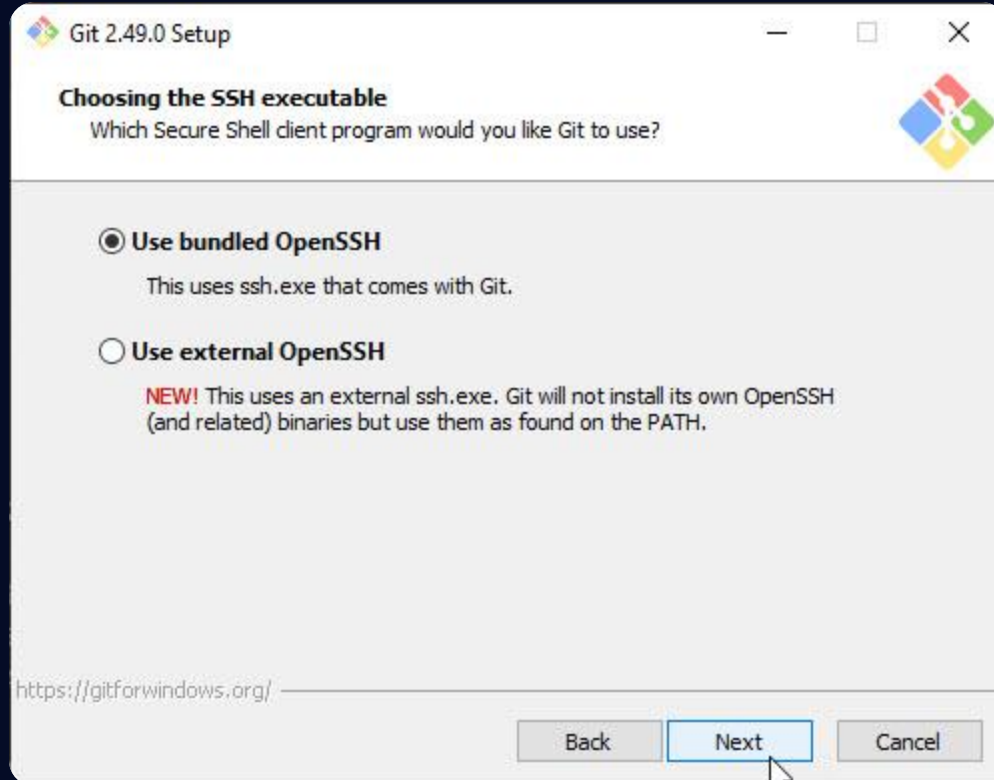 Git 2.49.0 Setup
Choosing the SSH executable
Which Secure Shell client program would you like Git to use?
Use bundled OpenSSH
This uses ssh.exe that comes with Git.
Use external OpenSSH
NEW! This uses an external ssh.exe. Git will not install its own OpenSSH
(and related) binaries but use them as found on the PATH.
https://gitforwindows.org/
Back Next Cancel